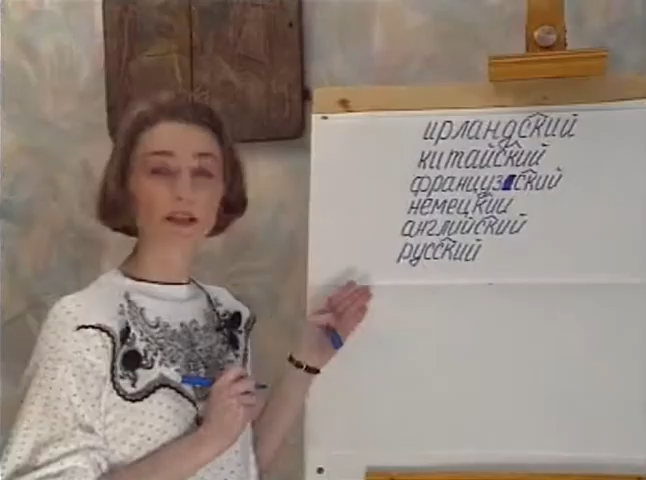 ирландский
китайский
французский
немецкий
английский
русский